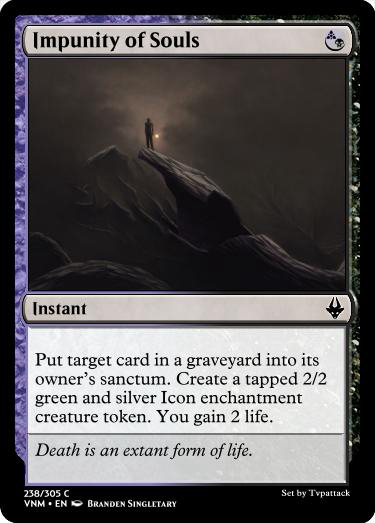 Impunity of Souls
Instant
Put target card in a graveyard into its
owner's sanctum. Create a tapped 2/2
green and silver Icon enchantment
creature token. You gain 2 life.
Death is an extant form of life.
238/305 C
VNM • EN Branden Singletary
Set by Tvpattack